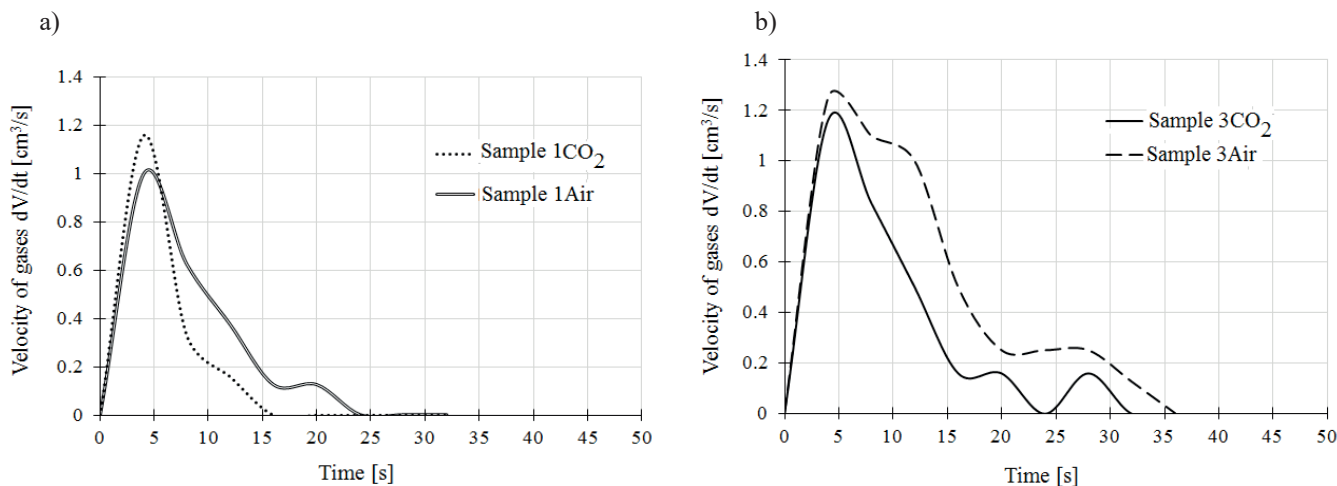 a)
Velocity of gases dV/dt [cm³/s]
1.4
1.2
1
0.8
0.6
0.4
0.2
0
Sample 1CO₂
Sample 1Air
0 5 10 15 20 25 30 35 40 45 50
Time [s]
b)
Velocity of gases dV/dt [cm³/s]
1.4
1.2
1
0.8
0.6
0.4
0.2
0
Sample 3CO₂
Sample 3Air
0 5 10 15 20 25 30 35 40 45 50
Time [s]